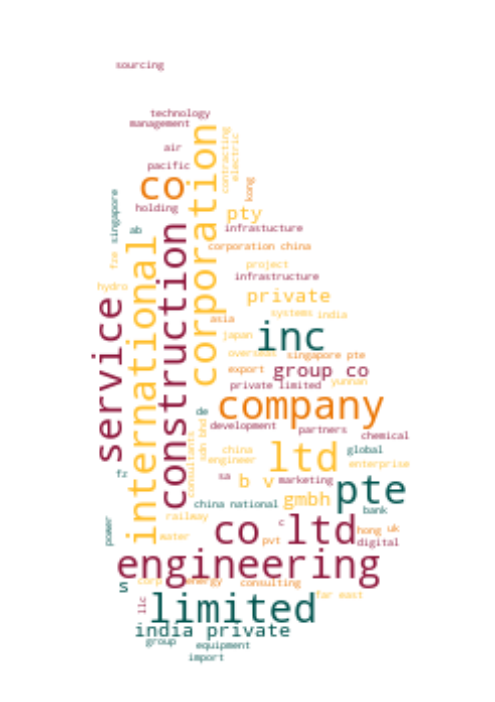 sourcing
technology
management
air
pacific
co
holding
corporation
contracting
electric
kong
pty
singapore
ab
infrastucture
corporation china
fze
international
construction
project
infrastructure
hydro
private
service
asia
systems
india
japan
inc
overseas
singapore pte
export
group co
private limited
yunnan
de
company
development
partners
chemical
sdn bhd
consultants
china
engineer
ltd
global
enterprise
fz
sa
b v
marketing
pte
china national
gmbh
bank
railway
c
power
water
co ltd
pvt
hong
uk
digital
engineering
corp
energy
consulting
s
llc
limited
far east
india private
group
equipment
import